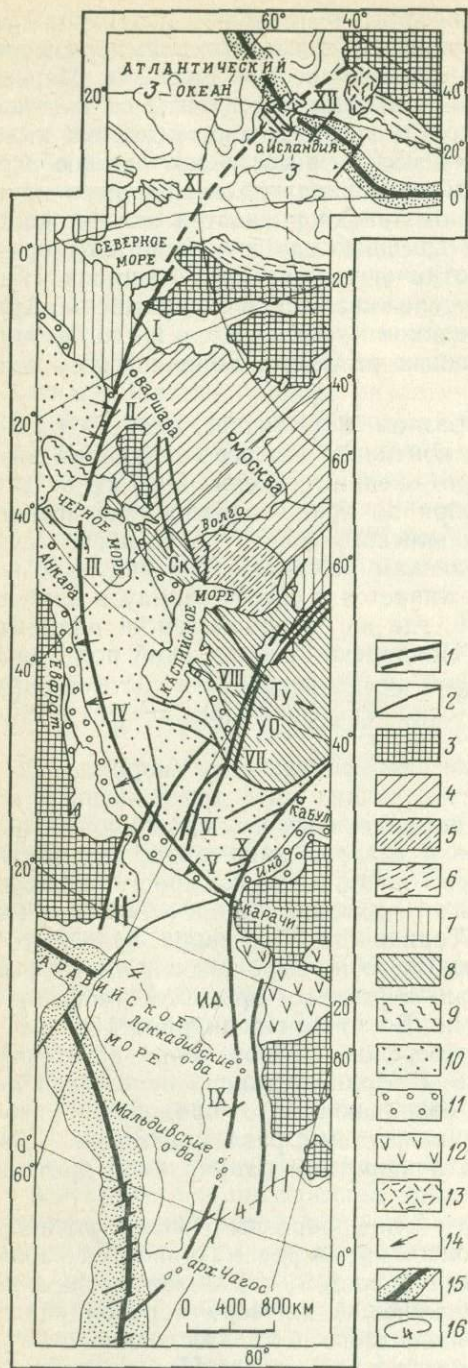 60°
40°
АТЛАНТИЧЕСКИЙ
20°
З ОКЕАН
XII
40°
о.Исландия
З
20°
XI
0°
0°
СЕВЕРНОЕ
МОРЕ
20°
I
40°
20°
ВАРШАВА
II
МОСКВА
60°
Волга
ЧЕРНОЕ
МОРЕ
40°
III
Ск
60°
АНКАРА
КАСПИЙСКОЕ
МОРЕ
VIII
Ту
40°
Евфрат
УО
IV
VII
40°
КАБУЛ
VI
X
V
Инд
20°
КАРАЧИ
АРАВИЙСКОЕ
МОРЕ
4
ИА
20°
Лаккадивские
о-ва
80°
IX
Мальдивские
о-ва
0°
60°
4
0°
арх Чагос
0 400 800км
80°
1
2
3
4
5
6
7
8
9
10
11
12
13
14
15
4 16